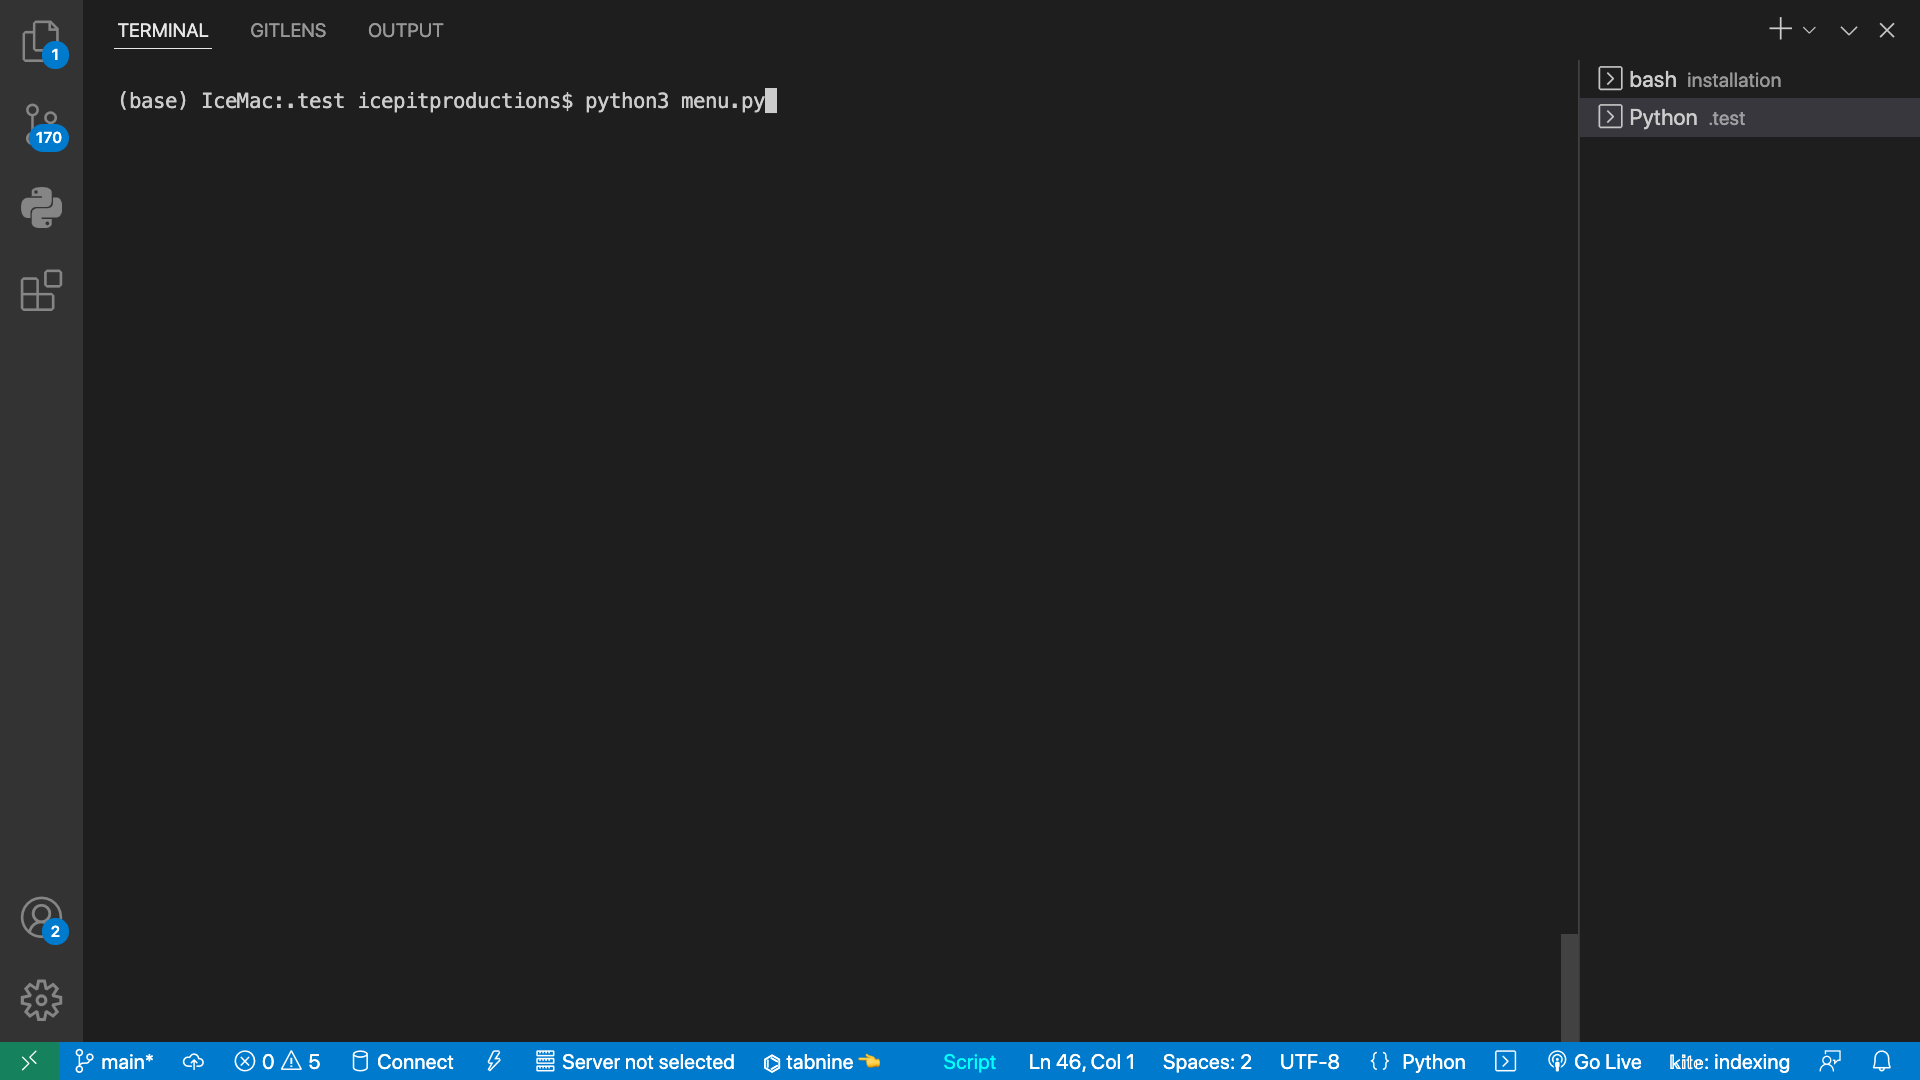 TERMINAL GITLENS OUTPUT
(base) IceMac:.test icepitproductions$ python3 menu.py
bash installation
Python .test
1
170
2
main* 0 5 Connect Server not selected tabnine Script Ln 46, Col 1 Spaces: 2 UTF-8 {} Python Go Live kite: indexing